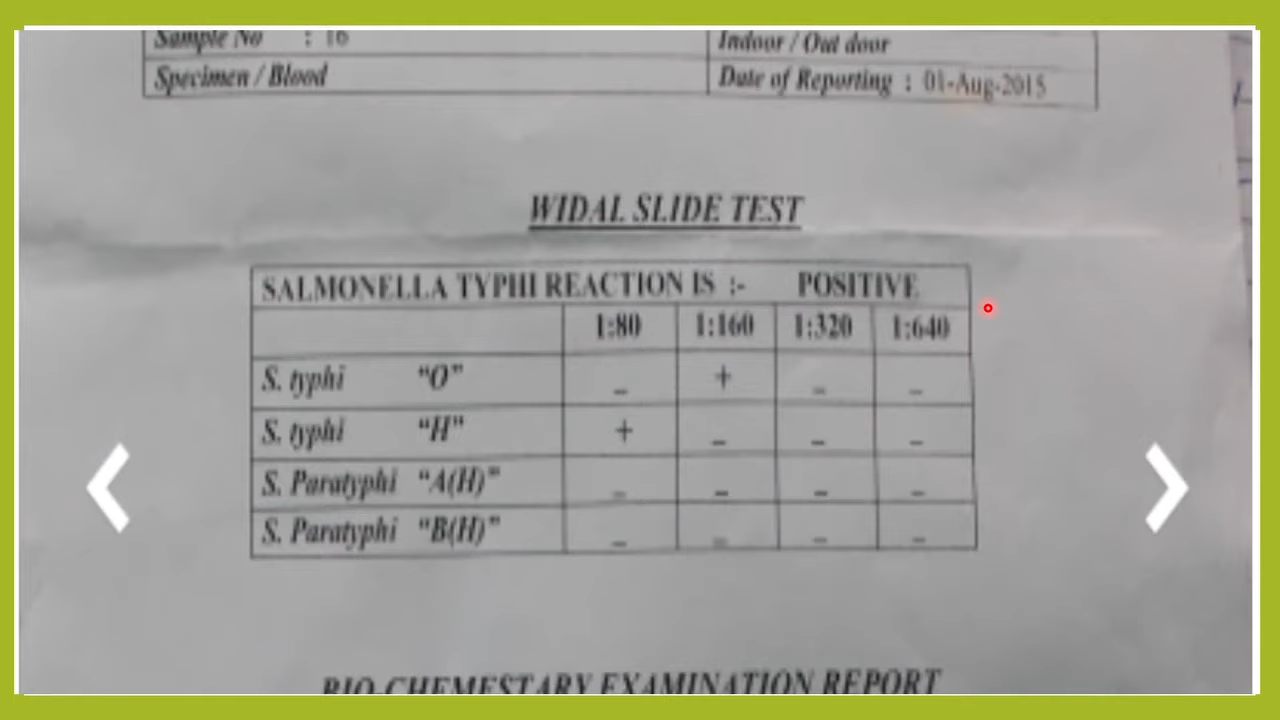 Sample No : 16 Indoor / Out door
Specimen / Blood Date of Reporting : 01-Aug-2015
WIDAL SLIDE TEST
SALMONELLA TYPHI REACTION IS :- POSITIVE
1:80 1:160 1:320 1:640
S. typhi "O" _ + _ _
S. typhi "H" + _ _ _
S. Paratyphi "A(H)" _ _ _ _
S. Paratyphi "B(H)" _ _ _ _
BIO-CHEMESTARY EXAMINATION REPORT